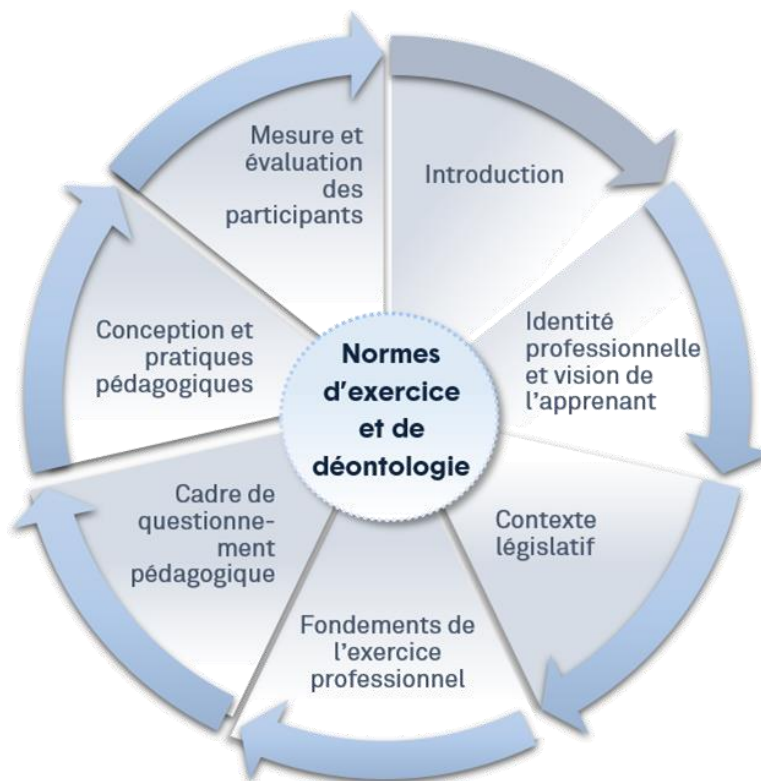 Normes
d'exercice
et de
déontologie
Introduction
Identité
professionnelle
et vision de
l'apprenant
Contexte
législatif
Fondements de
l'exercice
professionnel
Cadre de
questionne-
ment
pédagogique
Conception et
pratiques
pédagogiques
Mesure et
évaluation
des
participants